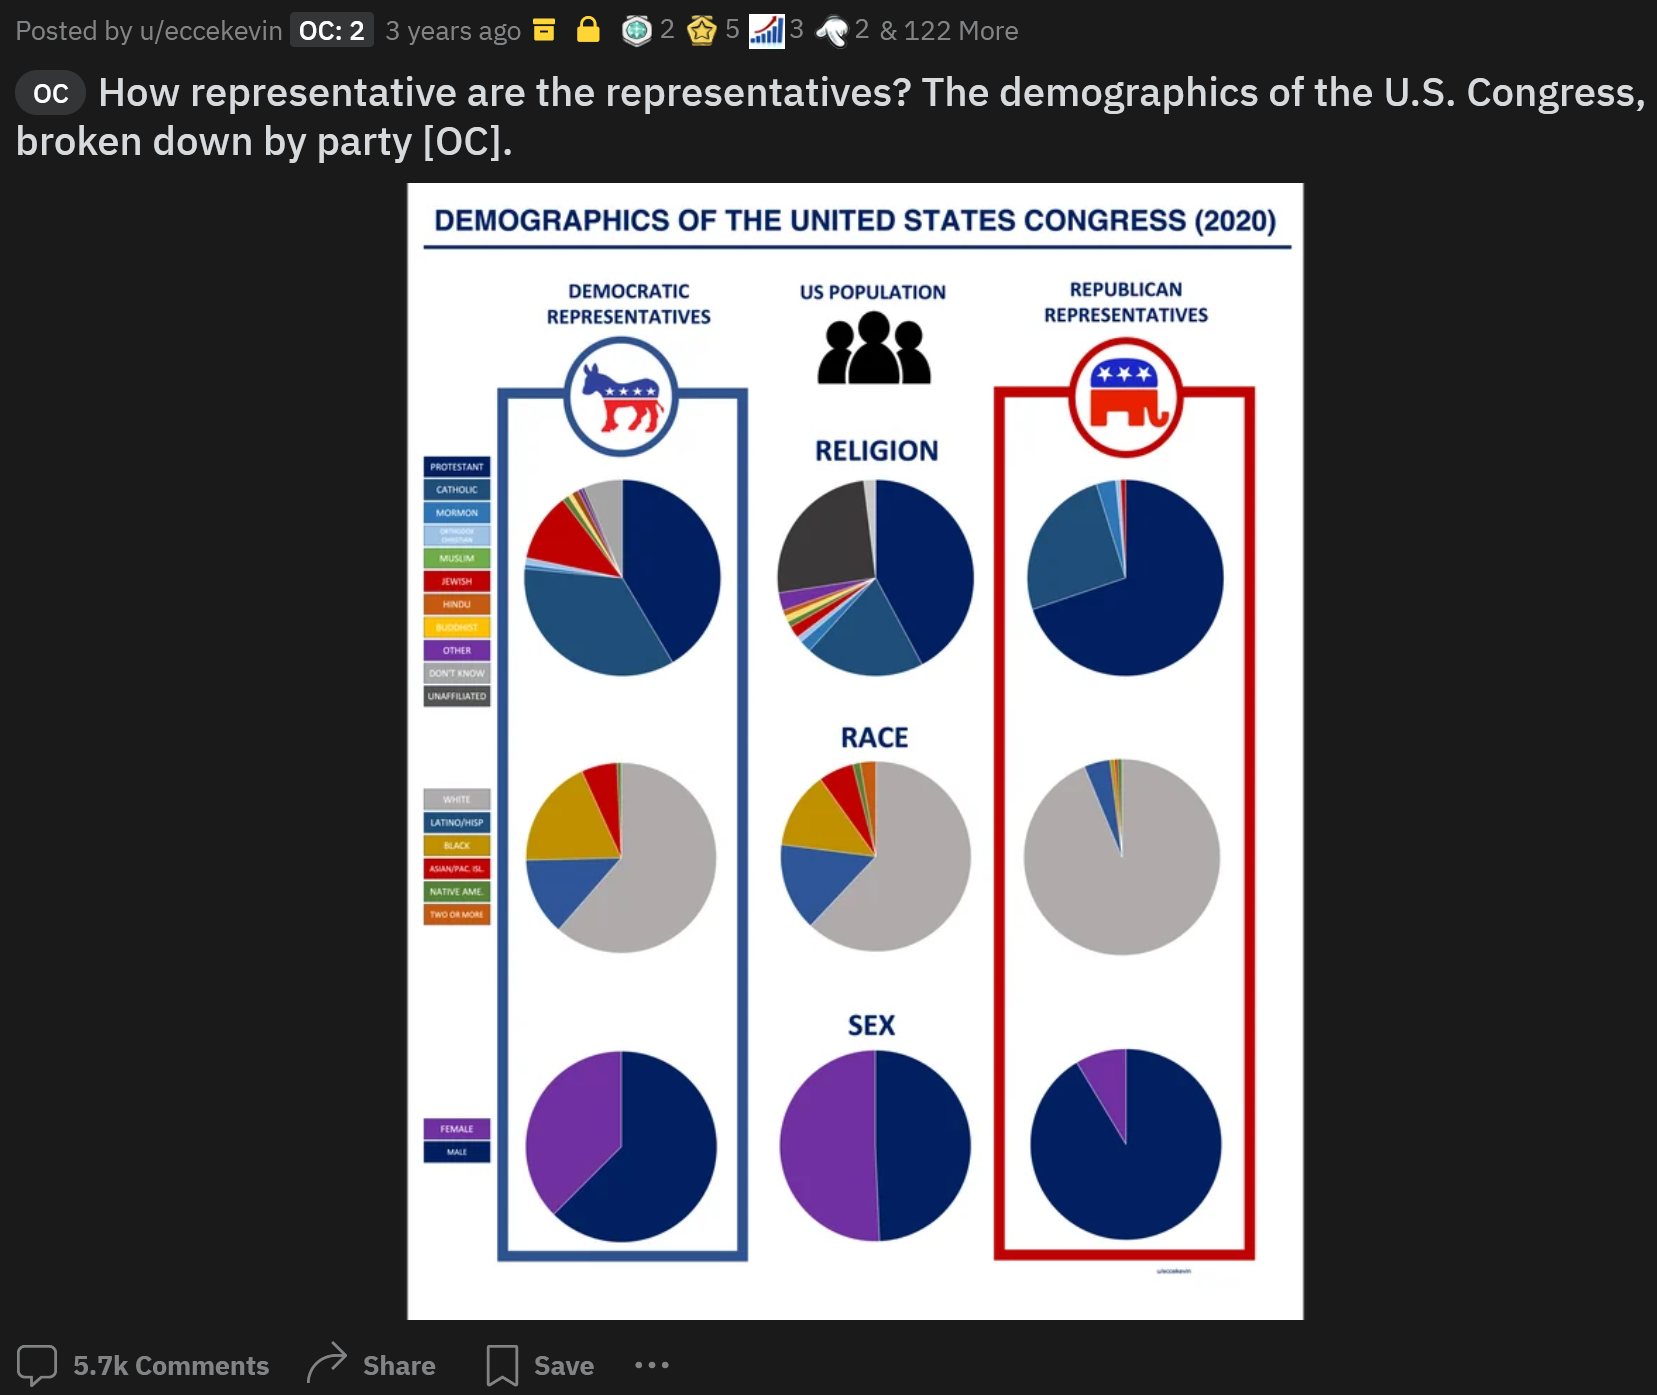 Posted by u/eccekevin OC: 2 3 years ago 2 5 3 2 & 122 More
OC How representative are the representatives? The demographics of the U.S. Congress,
broken down by party [OC].
DEMOGRAPHICS OF THE UNITED STATES CONGRESS (2020)
DEMOCRATIC
REPRESENTATIVES
US POPULATION
REPUBLICAN
REPRESENTATIVES
RELIGION
PROTESTANT
CATHOLIC
MORMON
ORTHODOX
CHRISTIAN
MUSLIM
JEWISH
HINDU
BUDDHIST
OTHER
DON'T KNOW
UNAFFILIATED
RACE
WHITE
LATINO/HISP
BLACK
ASIAN/PAC. ISL.
NATIVE AME.
TWO OR MORE
SEX
FEMALE
MALE
u/eccekevin
5.7k Comments Share Save